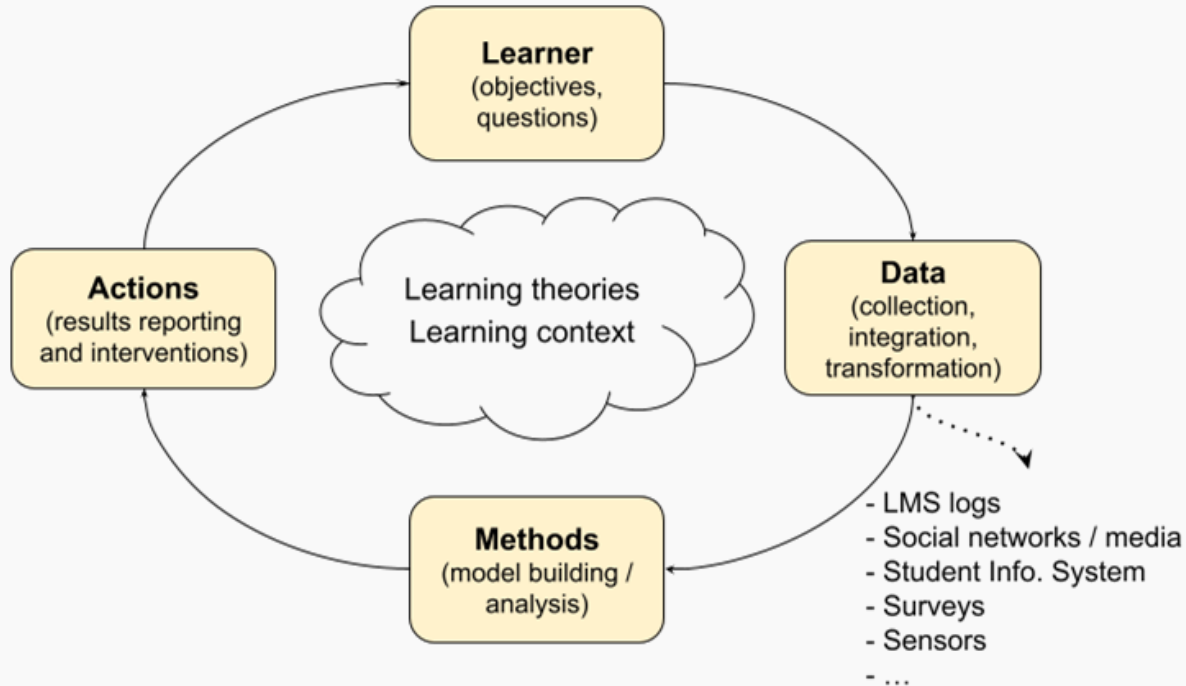 Learner
(objectives,
questions)
Data
(collection,
integration,
transformation)
Learning theories
Learning context
Actions
(results reporting
and interventions)
Methods
(model building /
analysis)
- LMS logs
- Social networks / media
- Student Info. System
- Surveys
- Sensors
- ...